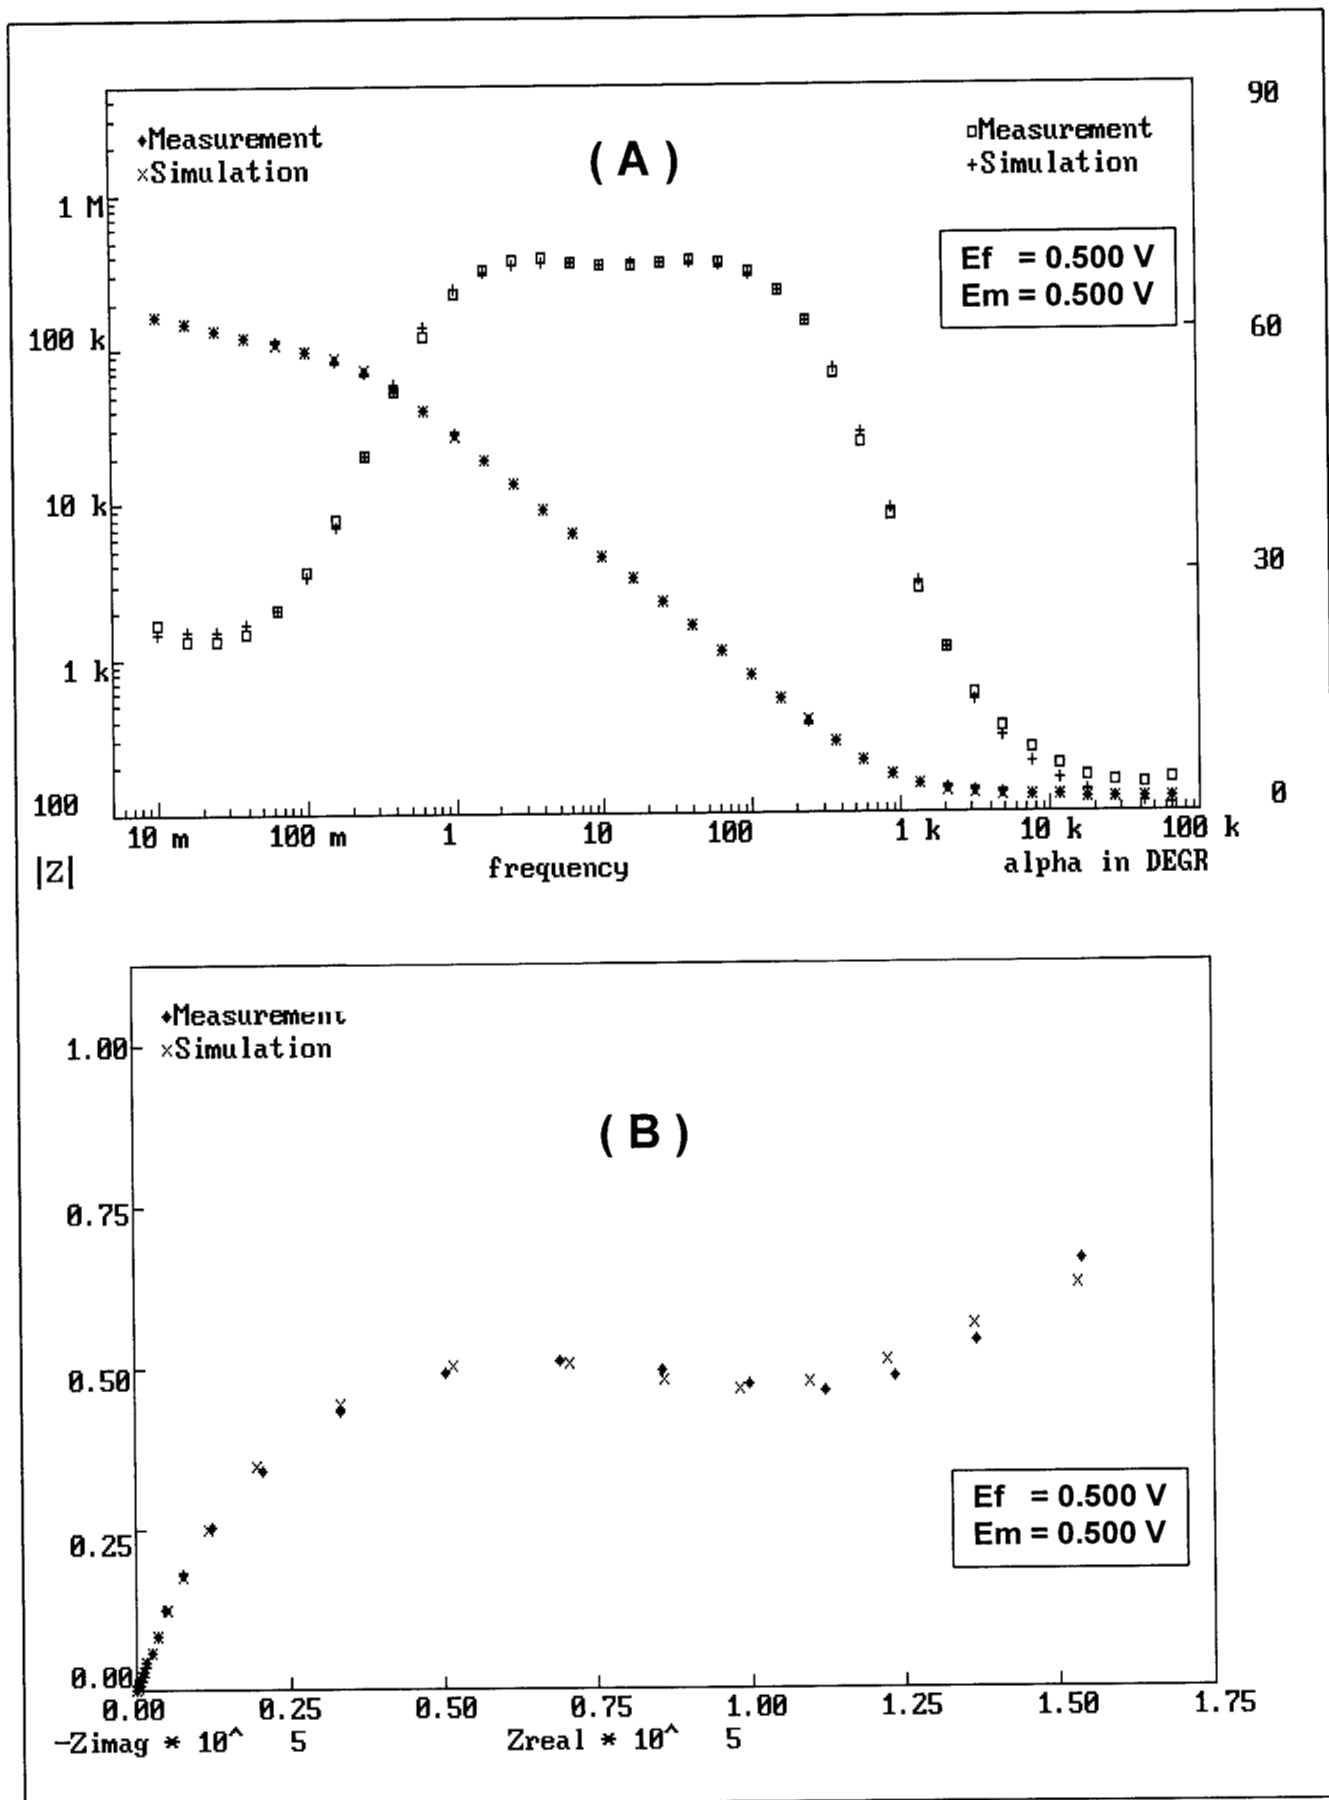 90
♦Measurement
×Simulation
( A )
□Measurement
+Simulation
1 M
Ef = 0.500 V
Em = 0.500 V
100 k
60
10 k
30
1 k
100
0
10 m
100 m
1
10
100
1 k
10 k
100 k
|Z|
frequency
alpha in DEGR
♦Measurement
×Simulation
1.00
( B )
0.75
0.50
Ef = 0.500 V
Em = 0.500 V
0.25
0.00
0.00
0.25
0.50
0.75
1.00
1.25
1.50
1.75
-Zimag * 10^ 5
Zreal * 10^ 5